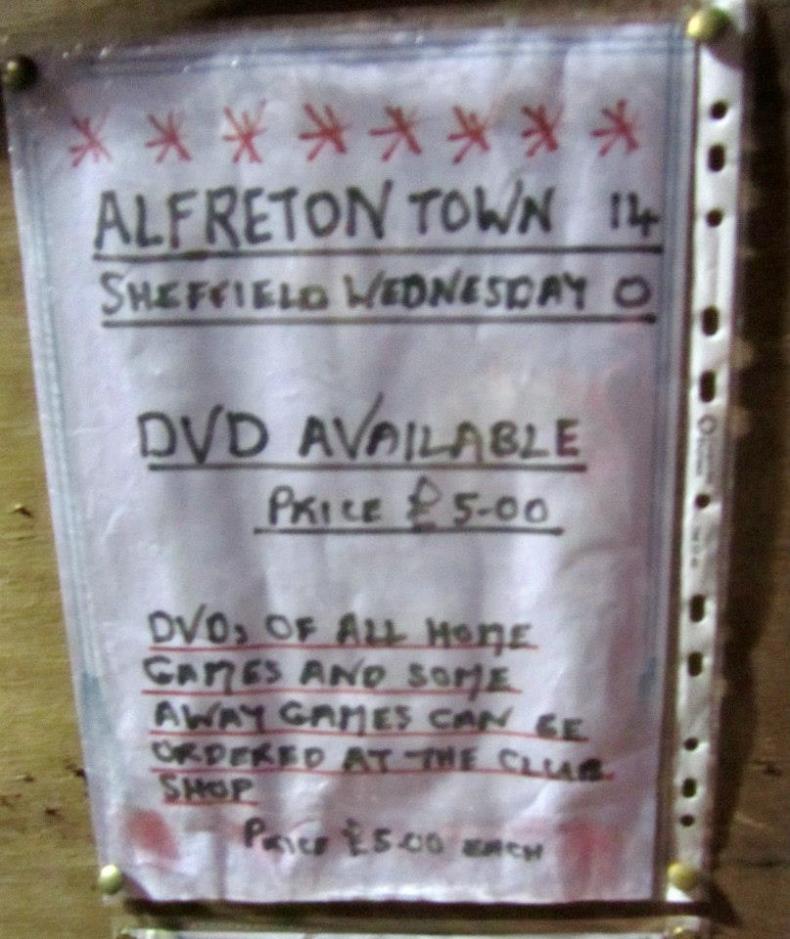 ALFRETON TOWN 14
SHEFFIELD WEDNESDAY 0
DVD AVAILABLE
PRICE £5-00
DVDs OF ALL HOME
GAMES AND SOME
AWAY GAMES CAN BE
ORDERED AT THE CLUB
SHOP
PRICE £5.00 EACH